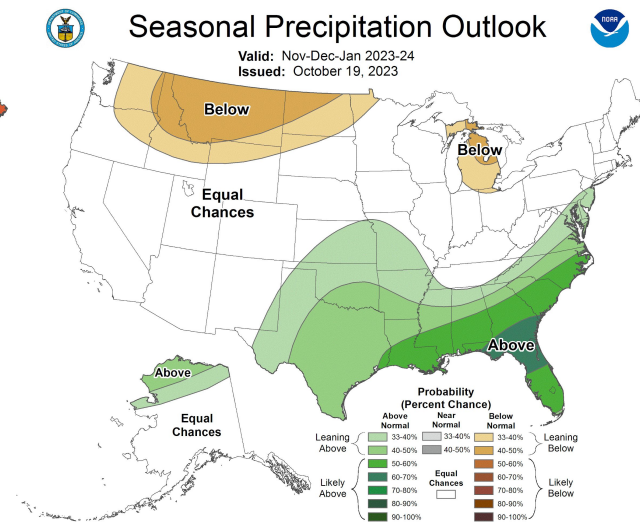 Seasonal Precipitation Outlook
NOAA
Valid: Nov-Dec-Jan 2023-24
Issued: October 19, 2023
Below
Below
Equal
Chances
Above
Above
Equal
Chances
Probability
(Percent Chance)
Above
Normal
Near
Normal
Below
Normal
Leaning
Above
33-40%
33-40%
33-40%
Leaning
Below
40-50%
40-50%
40-50%
Likely
Above
50-60%
60-70%
70-80%
80-90%
90-100%
Equal
Chances
50-60%
60-70%
70-80%
80-90%
90-100%
Likely
Below